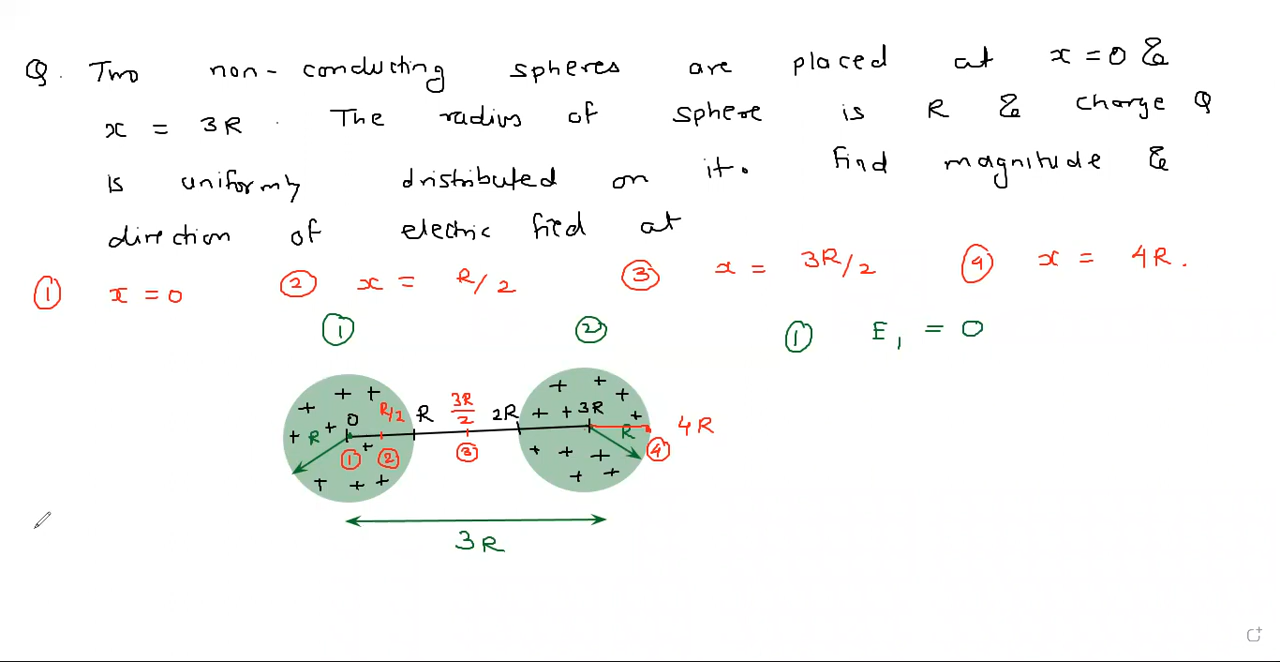 Q. Two non-conducting spheres are placed at x=0 &
x = 3R. The radius of sphere is R & charge Q
is uniformly distributed on it. Find magnitude &
direction of electric field at
① x=0 ② x = R/2 ③ x = 3R/2 ④ x = 4R.
① ② ① E₁ = 0
0 R/2 R 3R/2 2R 3R 4R
R R
① ② ③ ④
3R